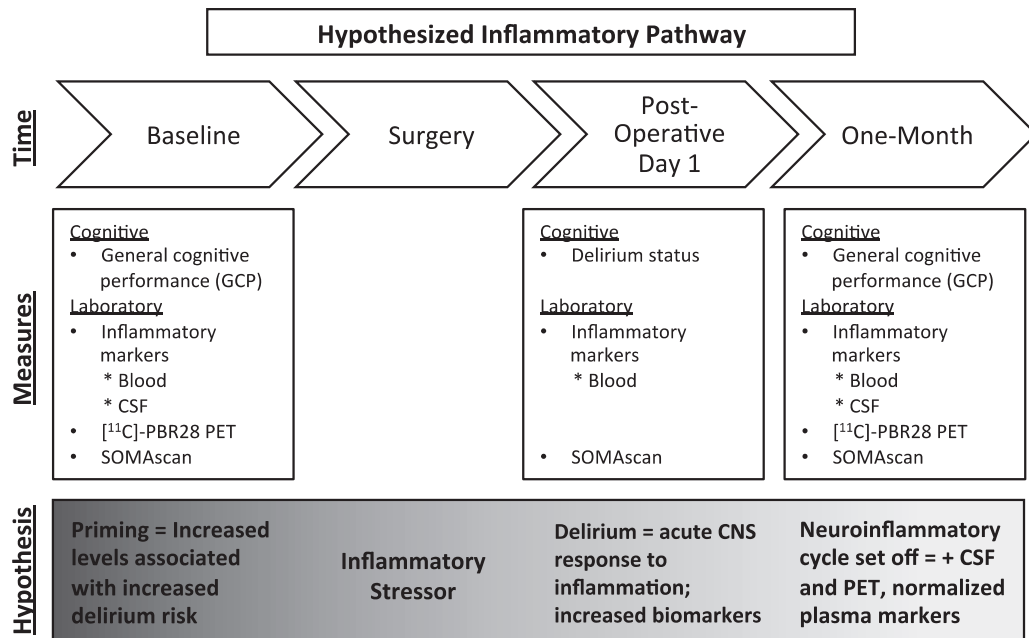 Hypothesized Inflammatory Pathway
Time
Baseline
Surgery
Post-
Operative
Day 1
One-Month
Measures
Cognitive
• General cognitive
performance (GCP)
Laboratory
• Inflammatory
markers
* Blood
* CSF
• [¹¹C]-PBR28 PET
• SOMAscan
Cognitive
• Delirium status
Laboratory
• Inflammatory
markers
* Blood
• SOMAscan
Cognitive
• General cognitive
performance (GCP)
Laboratory
• Inflammatory
markers
* Blood
* CSF
• [¹¹C]-PBR28 PET
• SOMAscan
Hypothesis
Priming = Increased
levels associated
with increased
delirium risk
Inflammatory
Stressor
Delirium = acute CNS
response to
inflammation;
increased biomarkers
Neuroinflammatory
cycle set off = + CSF
and PET, normalized
plasma markers